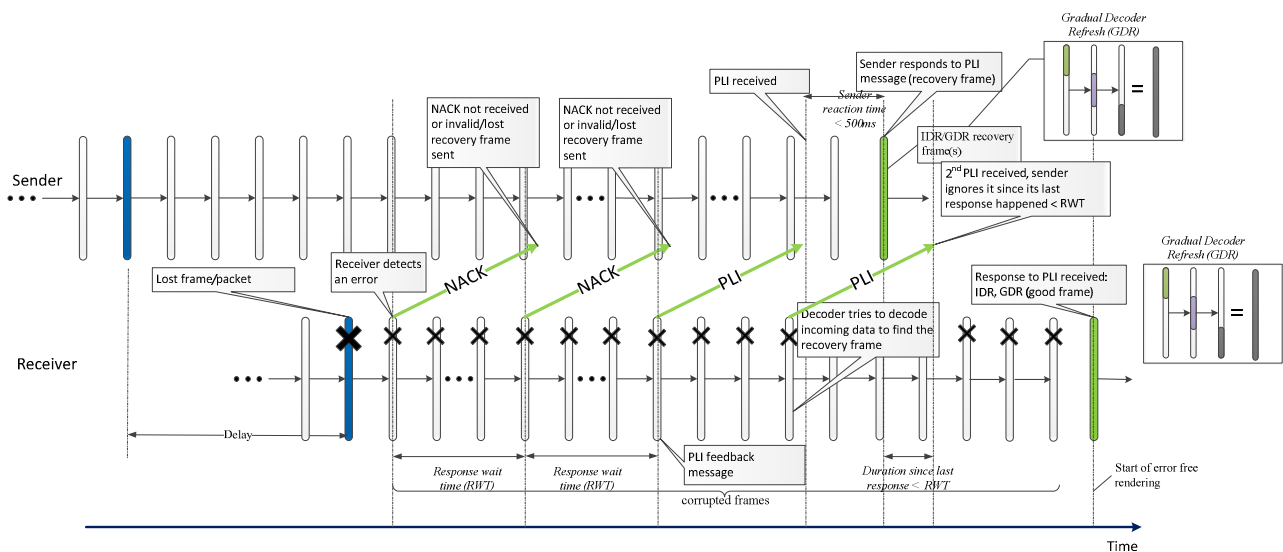 Gradual Decoder
Refresh (GDR)
=
Sender responds to PLI
message (recovery frame)
PLI received
Sender
reaction time
< 500ms
NACK not received
or invalid/lost
recovery frame
sent
NACK not received
or invalid/lost
recovery frame
sent
IDR/GDR recovery
frame(s)
2nd PLI received, sender
ignores it since its last
response happened < RWT
Sender
Lost frame/packet
Receiver detects
an error
NACK
NACK
PLI
PLI
Response to PLI received:
IDR, GDR (good frame)
Gradual Decoder
Refresh (GDR)
=
Decoder tries to decode
incoming data to find the
recovery frame
Receiver
Delay
PLI feedback
message
Response wait
time (RWT)
Response wait
time (RWT)
Duration since last
response < RWT
corrupted frames
Start of error free
rendering
Time